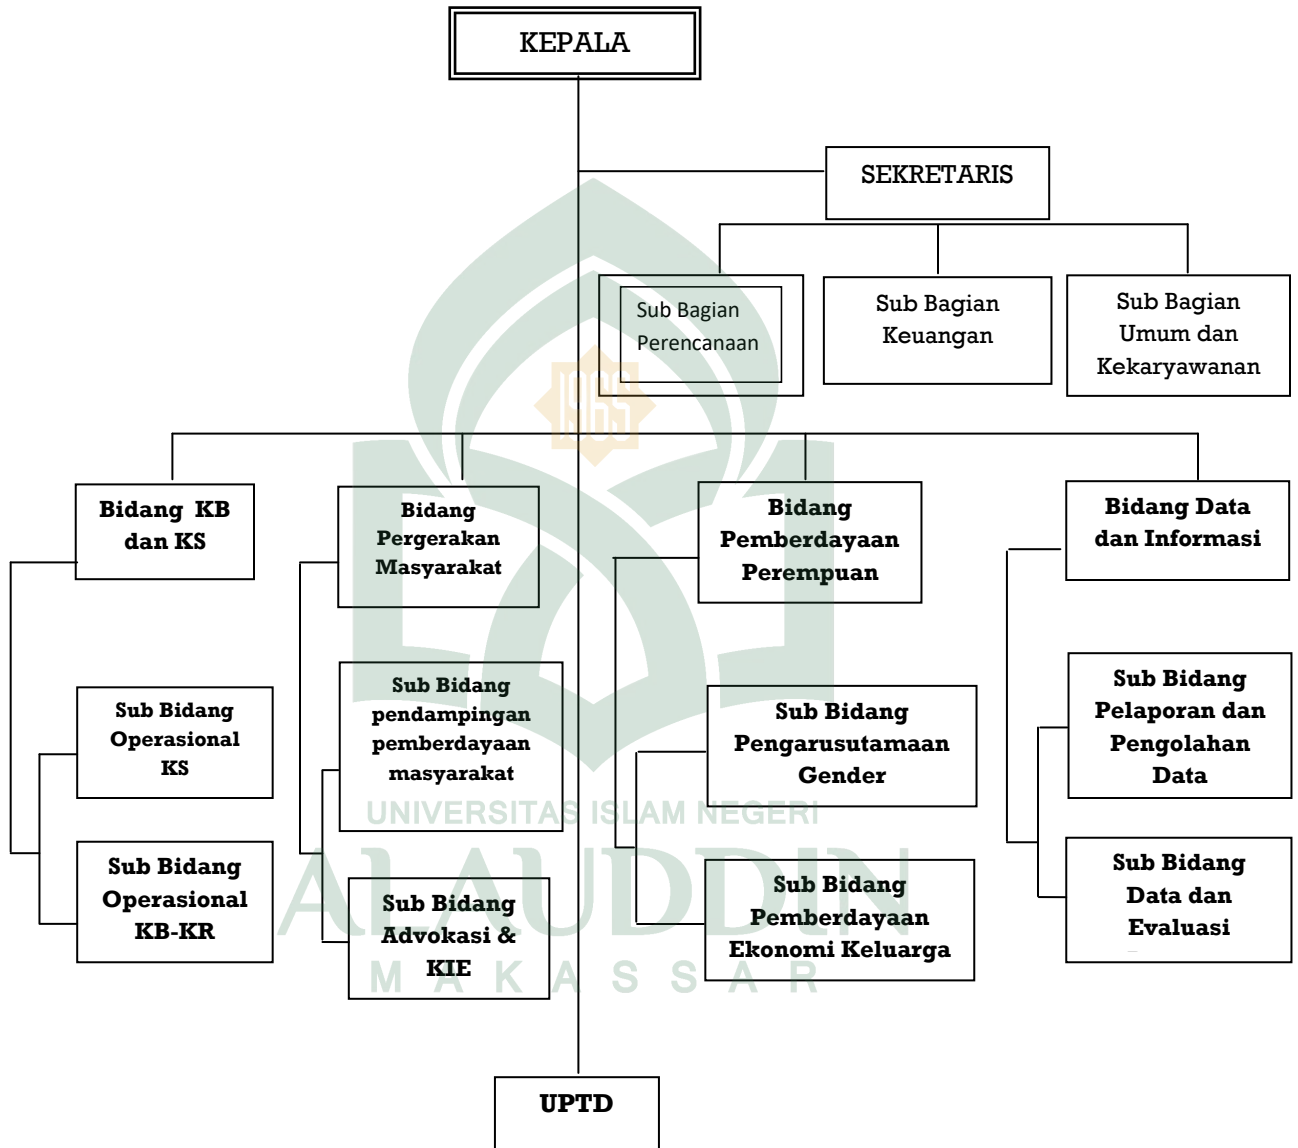 KEPALA
SEKRETARIS
Sub Bagian
Perencanaan
Sub Bagian
Keuangan
Sub Bagian
Umum dan
Kekaryawanan
1965
Bidang KB
dan KS
Bidang
Pergerakan
Masyarakat
Bidang
Pemberdayaan
Perempuan
Bidang Data
dan Informasi
Sub Bidang
Operasional
KS
Sub Bidang
pendampingan
pemberdayaan
masyarakat
Sub Bidang
Pengarusutamaan
Gender
Sub Bidang
Pelaporan dan
Pengolahan
Data
UNIVERSITAS ISLAM NEGERI
ALAUDDIN
MAKASSAR
Sub Bidang
Operasional
KB-KR
Sub Bidang
Advokasi &
KIE
Sub Bidang
Pemberdayaan
Ekonomi Keluarga
Sub Bidang
Data dan
Evaluasi
UPTD